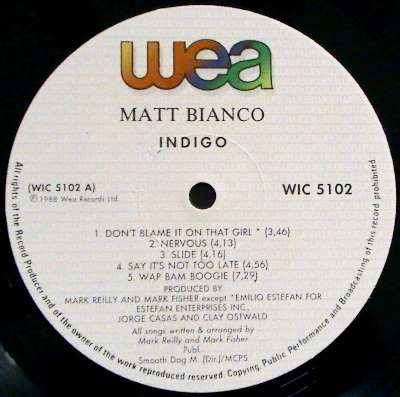 wea
MATT BIANCO
INDIGO
(WIC 5102 A)
Ⓟ 1988 Wea Records Ltd.
WIC 5102
1. DON'T BLAME IT ON THAT GIRL * (3,46)
2. NERVOUS (4,13)
3. SLIDE (4,16)
4. SAY IT'S NOT TOO LATE (4,56)
5. WAP BAM BOOGIE (7,29)
PRODUCED BY
MARK REILLY AND MARK FISHER except *EMILIO ESTEFAN FOR
ESTEFAN ENTERPRISES INC.,
JORGE CASAS AND CLAY OSTWALD
All songs written & arranged by
Mark Reilly and Mark Fisher
Publ.
Smooth Dog M. (Dir.)/MCPS
All rights of the Record Producer and of the owner of the work reproduced reserved. Copying, Public Performance and Broadcasting of this record prohibited